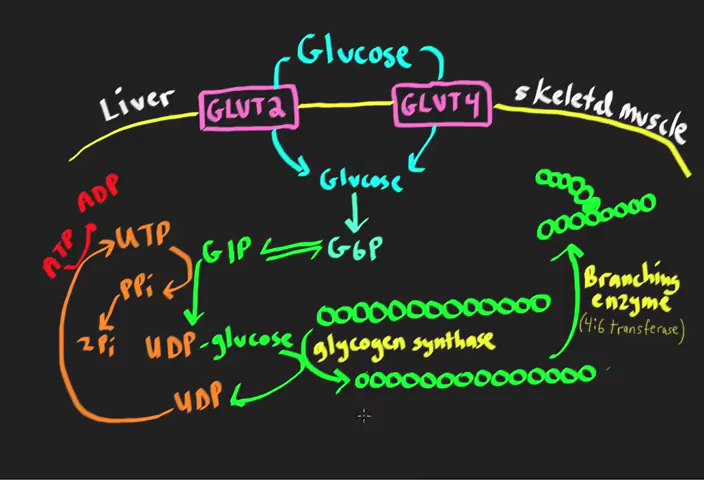 Glucose
Liver
GLUT2
GLUT4
skeletal muscle
Glucose
ADP
ATP
UTP
G1P
G6P
PPi
2Pi
UDP-glucose
glycogen synthase
Branching
enzyme
(4:6 transferase)
UDP